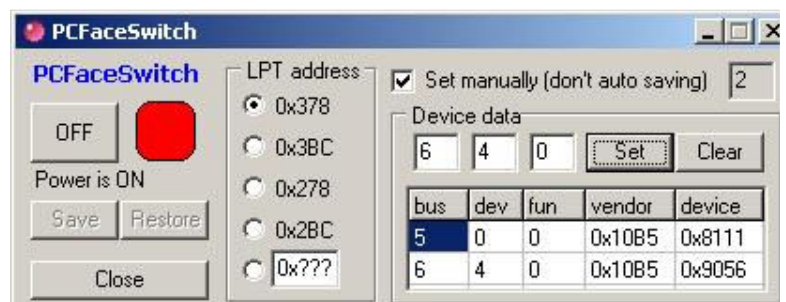 PCFaceSwitch
PCFaceSwitch
OFF
Power is ON
Save Restore
Close
LPT address
0x378
0x3BC
0x278
0x2BC
0x???
Set manually (don't auto saving) 2
Device data
6 4 0 Set Clear
bus dev fun vendor device
5 0 0 0x10B5 0x8111
6 4 0 0x10B5 0x9056